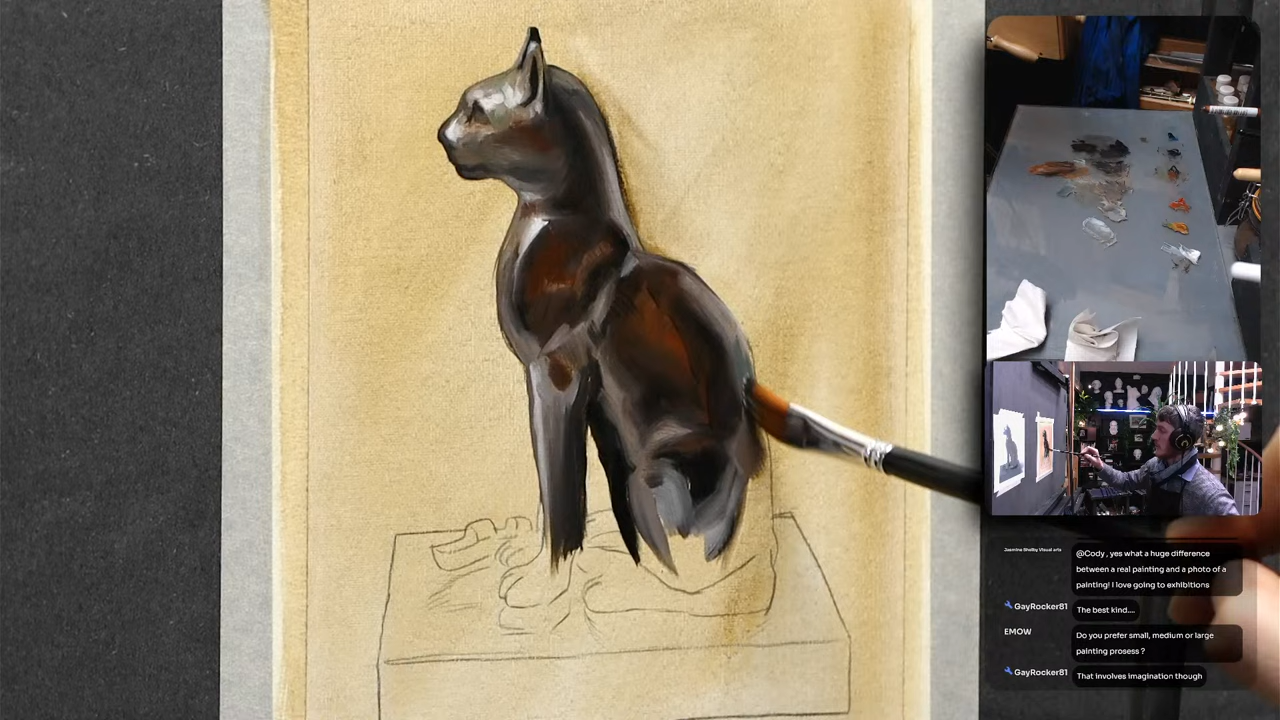 Jasmine Shelby Visual arts
@Cody , yes what a huge difference
between a real painting and a photo of a
painting! I love going to exhibitions
GayRocker81
The best kind....
EMOW
Do you prefer small, medium or large
painting prosess ?
GayRocker81
That involves imagination though